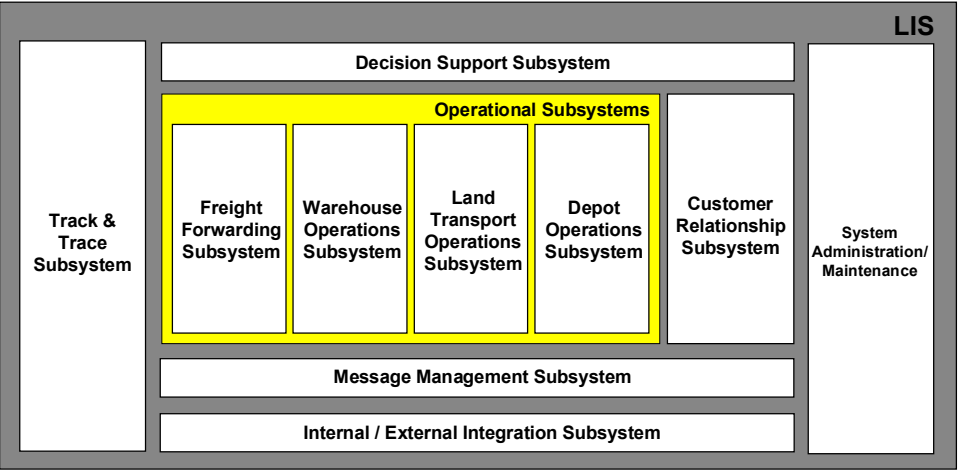 LIS
Decision Support Subsystem
Operational Subsystems
Track &
Trace
Subsystem
Freight
Forwarding
Subsystem
Warehouse
Operations
Subsystem
Land
Transport
Operations
Subsystem
Depot
Operations
Subsystem
Customer
Relationship
Subsystem
System
Administration/
Maintenance
Message Management Subsystem
Internal / External Integration Subsystem